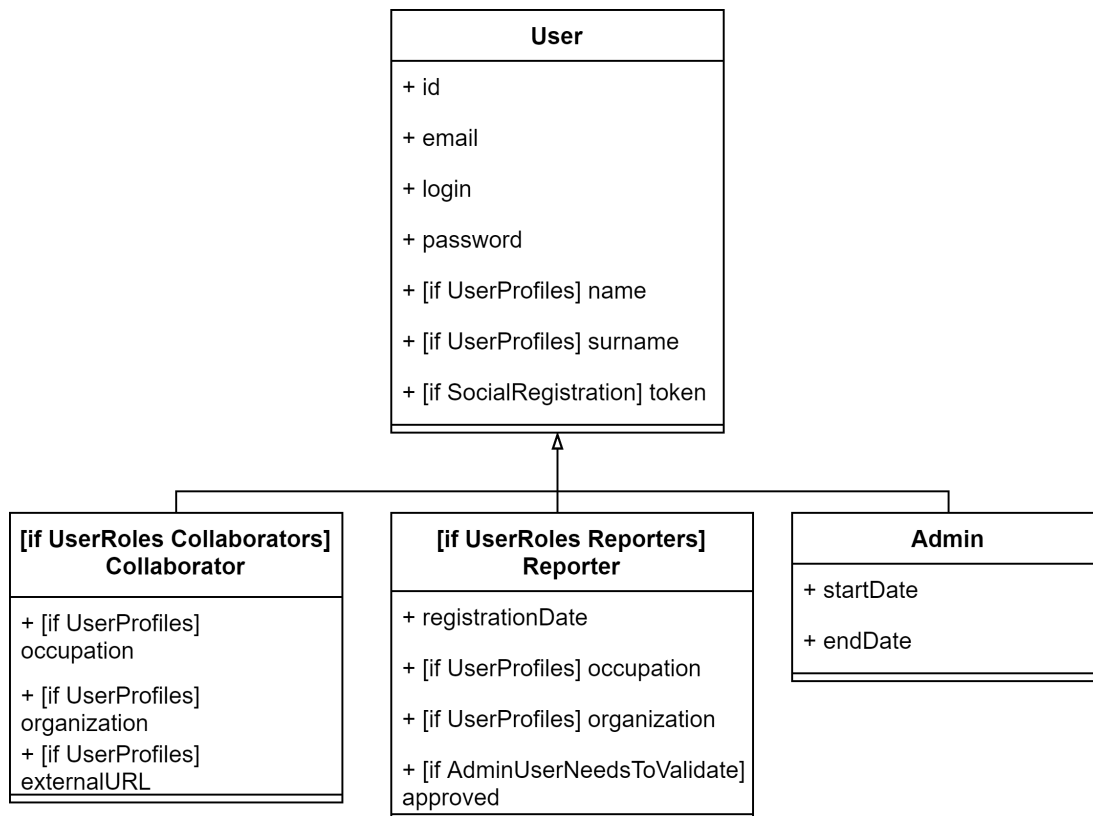 User
+ id
+ email
+ login
+ password
+ [if UserProfiles] name
+ [if UserProfiles] surname
+ [if SocialRegistration] token
[if UserRoles Collaborators]
Collaborator
+ [if UserProfiles]
occupation
+ [if UserProfiles]
organization
+ [if UserProfiles]
externalURL
[if UserRoles Reporters]
Reporter
+ registrationDate
+ [if UserProfiles] occupation
+ [if UserProfiles] organization
+ [if AdminUserNeedsToValidate]
approved
Admin
+ startDate
+ endDate